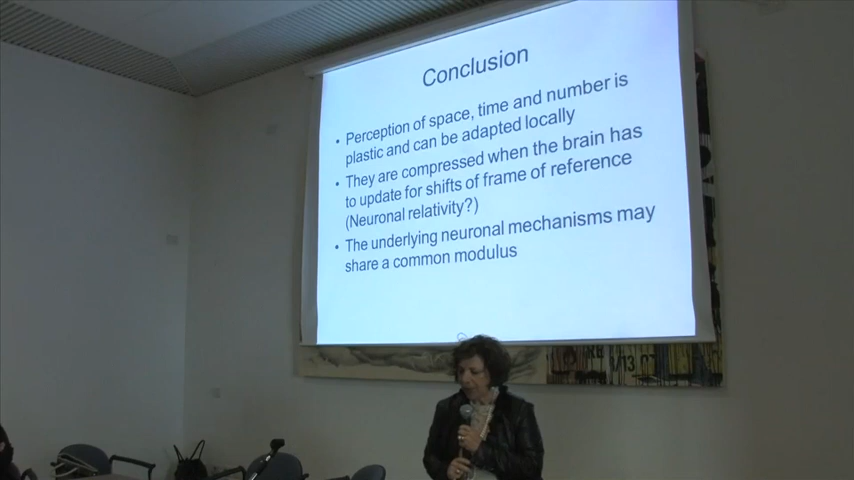 Conclusion
• Perception of space, time and number is
plastic and can be adapted locally
• They are compressed when the brain has
to update for shifts of frame of reference
(Neuronal relativity?)
• The underlying neuronal mechanisms may
share a common modulus